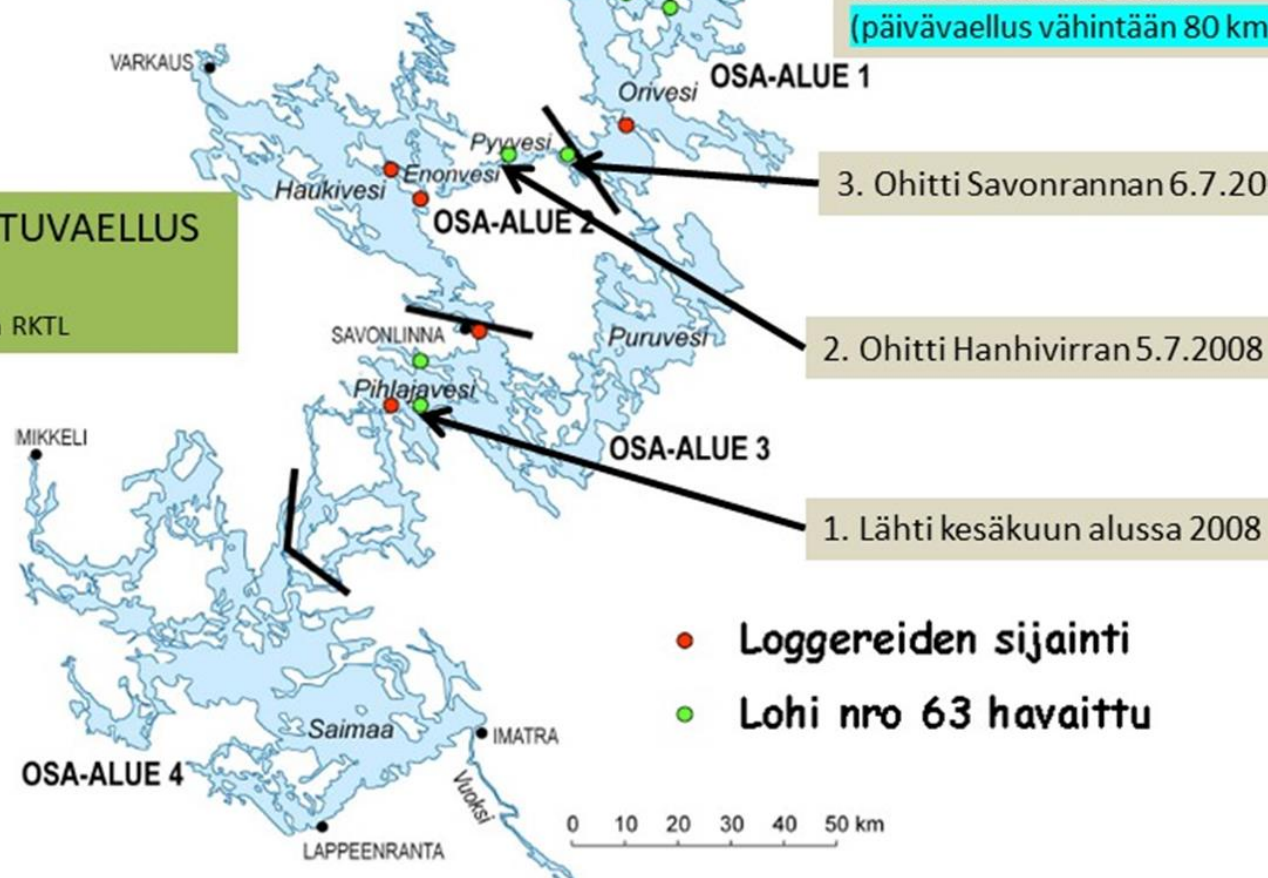 (päivävaellus vähintään 80 km
VARKAUS
OSA-ALUE 1
Orivesi
Pyyvesi
Enonvesi
Haukivesi
3. Ohitti Savonrannan 6.7.20
OSA-ALUE 2
TUVAELLUS
RKTL
SAVONLINNA
Puruvesi
2. Ohitti Hanhivirran 5.7.2008
Pihlajavesi
MIKKELI
OSA-ALUE 3
1. Lähti kesäkuun alussa 2008
Loggereiden sijainti
Lohi nro 63 havaittu
Saimaa
IMATRA
OSA-ALUE 4
Vuoksi
LAPPEENRANTA
0 10 20 30 40 50 km